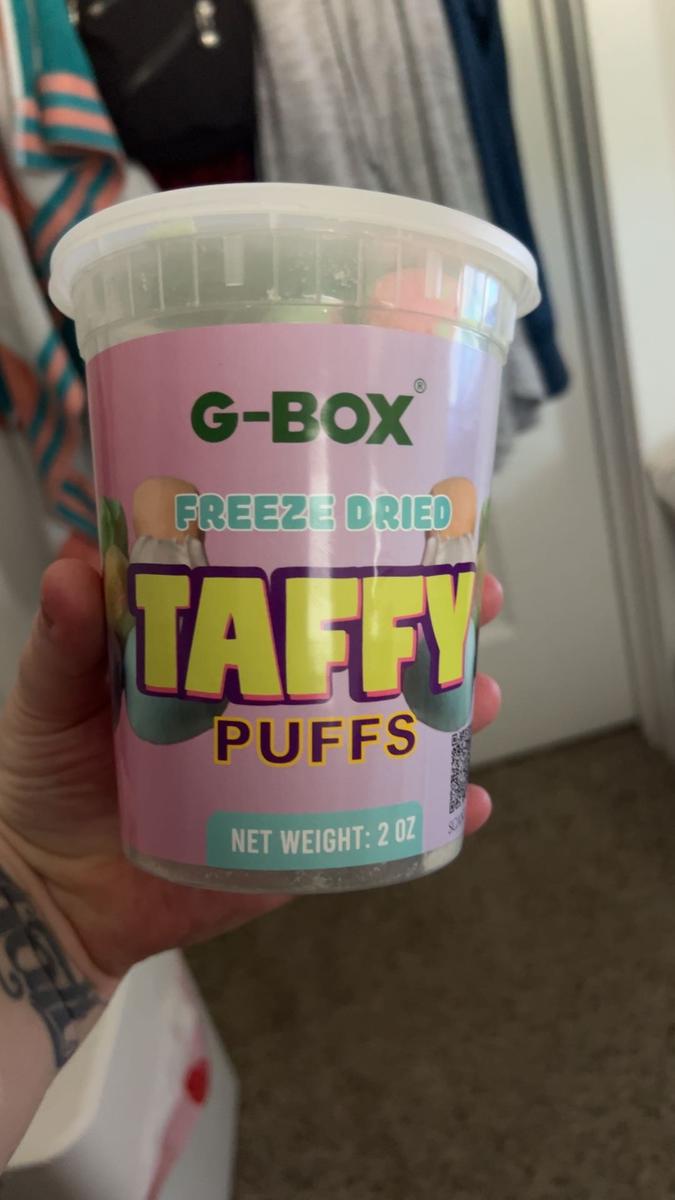 G-BOX®
FREEZE DRIED
TAFFY
PUFFS
NET WEIGHT: 2 OZ